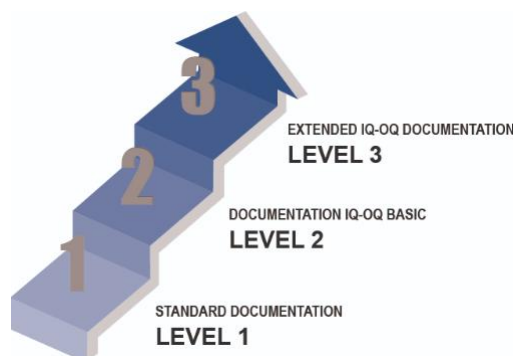 3
EXTENDED IQ-OQ DOCUMENTATION
LEVEL 3
2
DOCUMENTATION IQ-OQ BASIC
LEVEL 2
1
STANDARD DOCUMENTATION
LEVEL 1